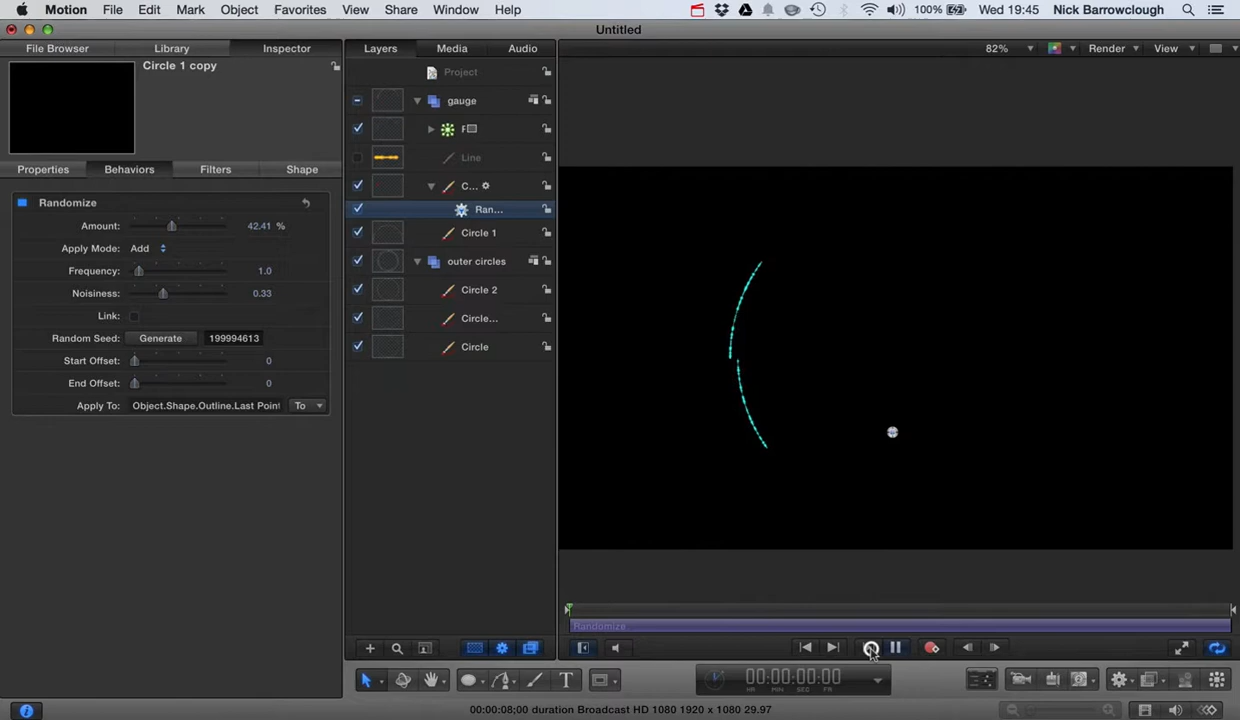 Motion File Edit Mark Object Favorites View Share Window Help 100% Wed 19:45 Nick Barrowclough
Untitled
File Browser Library Inspector Layers Media Audio 82% Render View
Circle 1 copy
Project
gauge
Properties Behaviors Filters Shape
Line
C...
Randomize
Ran...
Amount: 42.41 %
Circle 1
Apply Mode: Add
outer circles
Frequency: 1.0
Circle 2
Noisiness: 0.33
Link:
Circle...
Random Seed: Generate 199994613
Circle
Start Offset: 0
End Offset: 0
Apply To: Object.Shape.Outline.Last Point To
Randomize
00:00:00:00
HR MIN SEC FR
00:00:08;00 duration Broadcast HD 1080 1920 x 1080 29.97